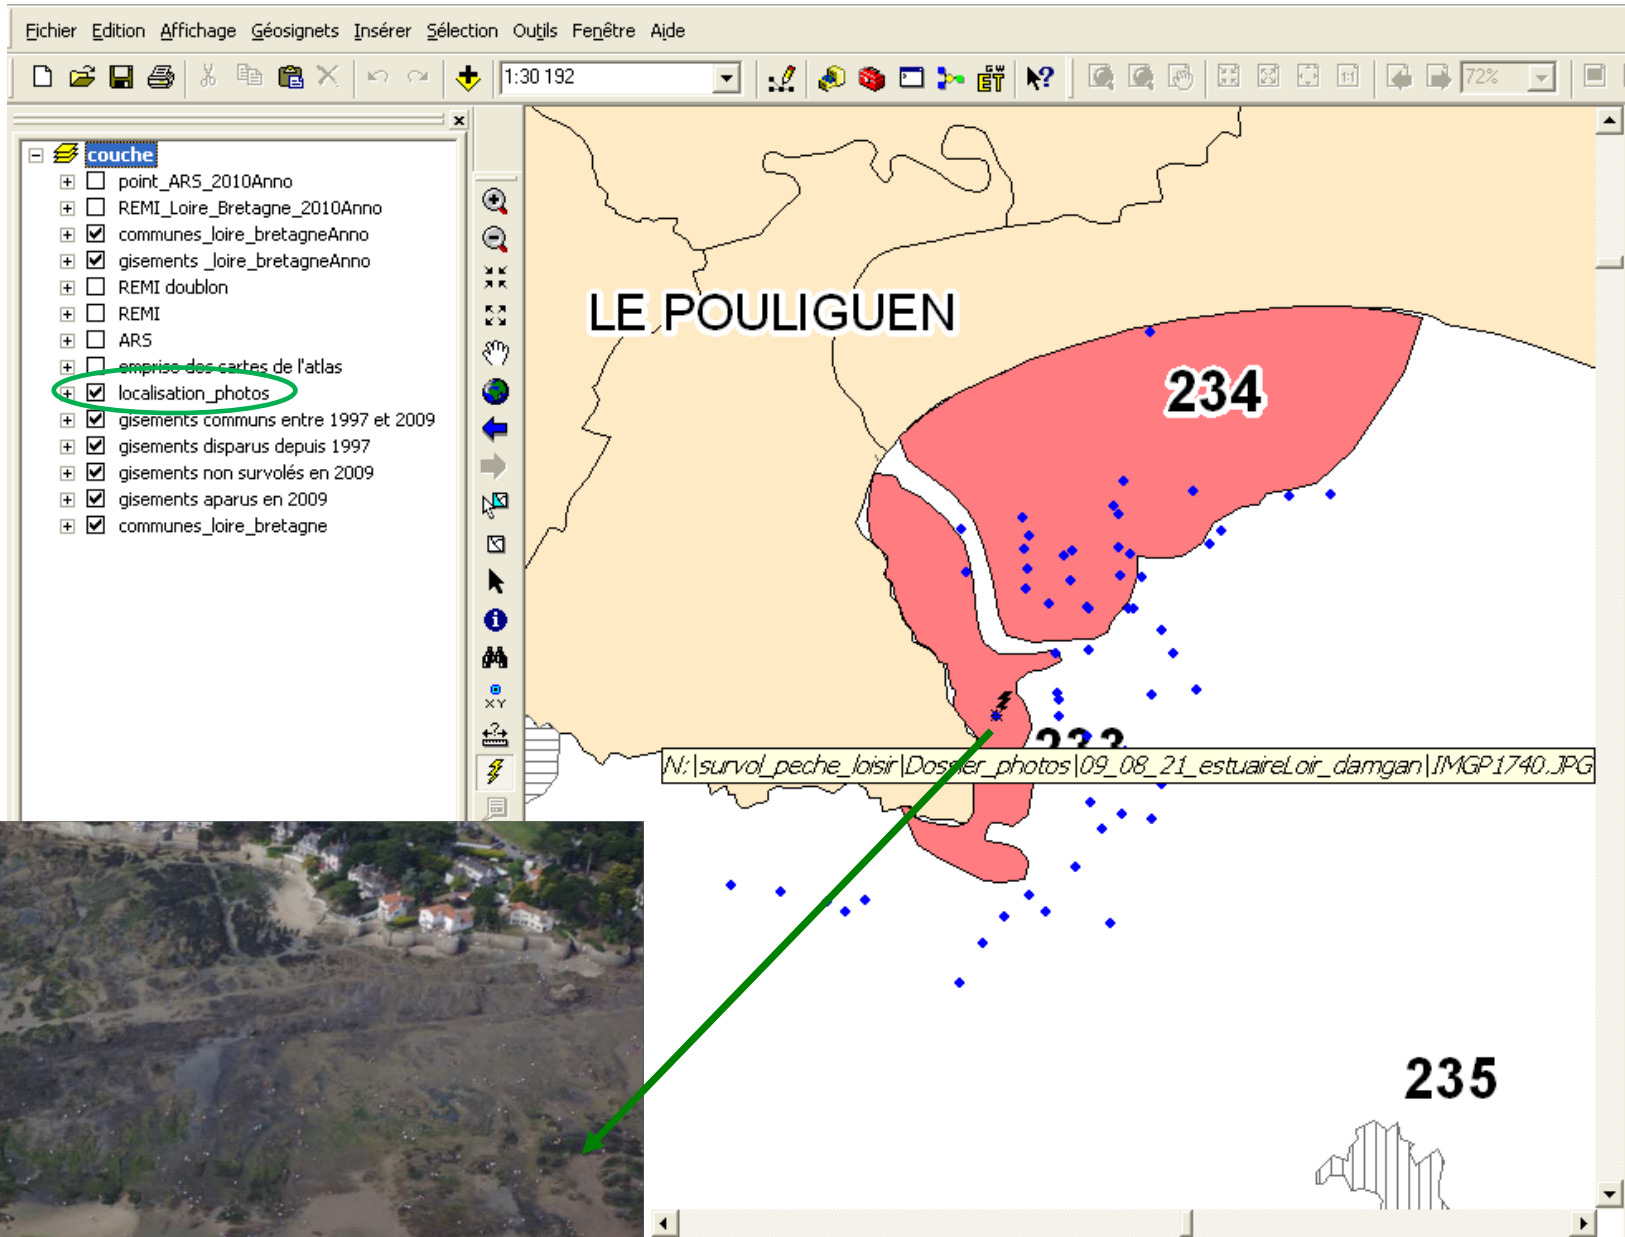 Fichier Edition Affichage Géosignets Insérer Sélection Outils Fenêtre Aide
1:30 192
72%
couche
point_ARS_2010Anno
REMI_Loire_Bretagne_2010Anno
communes_loire_bretagneAnno
gisements _loire_bretagneAnno
REMI doublon
REMI
ARS
emprise des cartes de l'atlas
localisation_photos
gisements communs entre 1997 et 2009
gisements disparus depuis 1997
gisements non survolés en 2009
gisements aparus en 2009
communes_loire_bretagne
LE POULIGUEN
234
233
N:|survol_peche_loisir|Dossier_photos|09_08_21_estuaireLoir_damgan|IMGP1740.JPG
235